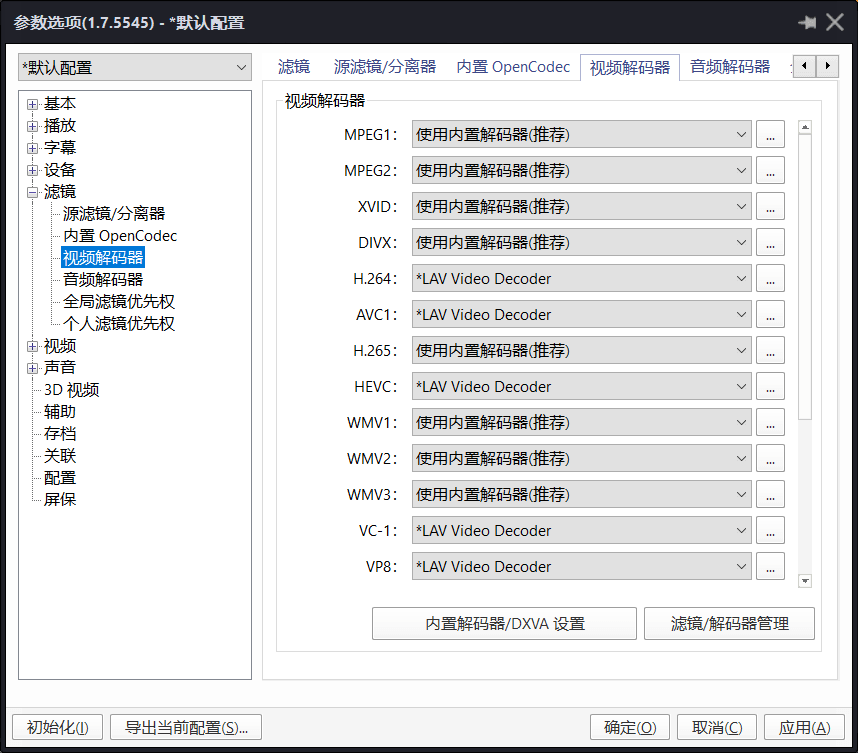 参数选项(1.7.5545) - *默认配置
*默认配置
基本
播放
字幕
设备
滤镜
源滤镜/分离器
内置 OpenCodec
视频解码器
音频解码器
全局滤镜优先权
个人滤镜优先权
视频
声音
3D 视频
辅助
存档
关联
配置
屏保
滤镜 源滤镜/分离器 内置 OpenCodec 视频解码器 音频解码器
视频解码器
MPEG1: 使用内置解码器(推荐) ...
MPEG2: 使用内置解码器(推荐) ...
XVID: 使用内置解码器(推荐) ...
DIVX: 使用内置解码器(推荐) ...
H.264: *LAV Video Decoder ...
AVC1: *LAV Video Decoder ...
H.265: 使用内置解码器(推荐) ...
HEVC: *LAV Video Decoder ...
WMV1: 使用内置解码器(推荐) ...
WMV2: 使用内置解码器(推荐) ...
WMV3: 使用内置解码器(推荐) ...
VC-1: *LAV Video Decoder ...
VP8: *LAV Video Decoder ...
内置解码器/DXVA 设置 滤镜/解码器管理
初始化(I) 导出当前配置(S)... 确定(O) 取消(C) 应用(A)